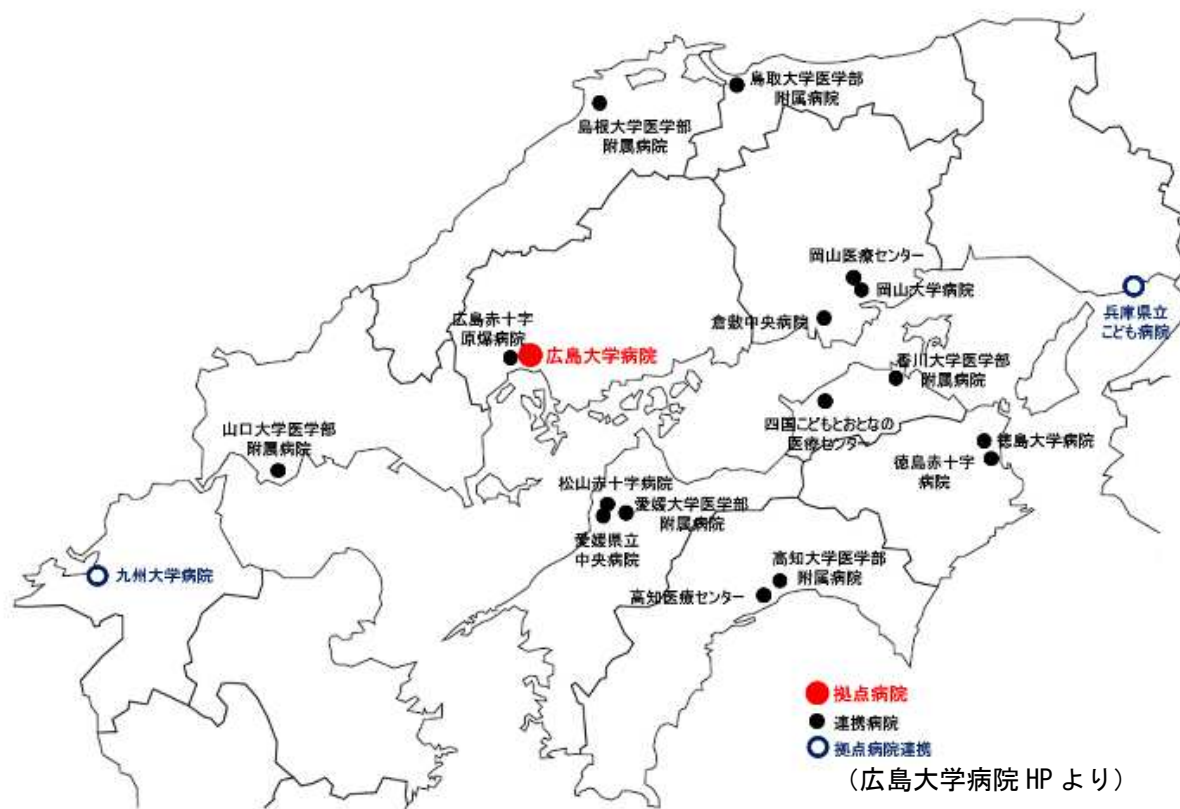 鳥取大学医学部
附属病院
島根大学医学部
附属病院
岡山医療センター
岡山大学病院
倉敷中央病院
兵庫県立
こども病院
広島赤十字
原爆病院
広島大学病院
香川大学医学部
附属病院
四国こどもとおとなの
医療センター
徳島大学病院
徳島赤十字
病院
山口大学医学部
附属病院
松山赤十字病院
愛媛大学医学部
附属病院
愛媛県立
中央病院
高知大学医学部
附属病院
高知医療センター
九州大学病院
拠点病院
連携病院
拠点病院連携
(広島大学病院 HP より)